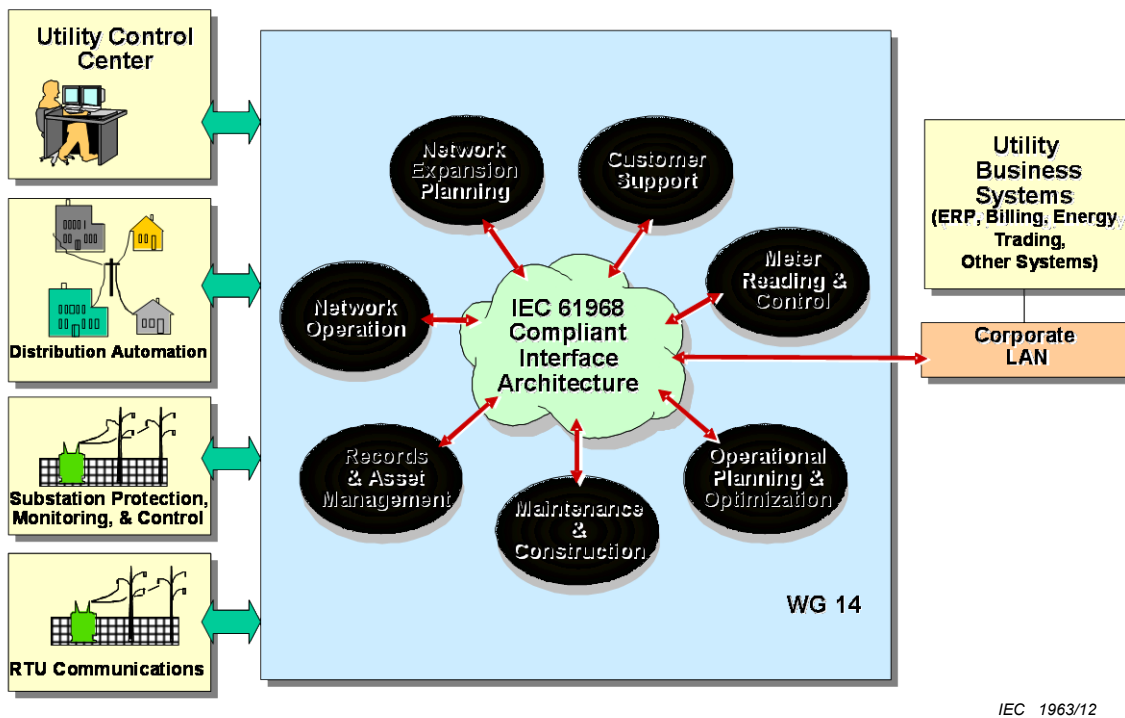 Utility Control
Center
Distribution Automation
Substation Protection,
Monitoring, & Control
RTU Communications
Network
Expansion
Planning
Customer
Support
Network
Operation
IEC 61968
Compliant
Interface
Architecture
Meter
Reading &
Control
Records
& Asset
Management
Maintenance
&
Construction
Operational
Planning &
Optimization
WG 14
Utility
Business
Systems
(ERP, Billing, Energy
Trading,
Other Systems)
Corporate
LAN
IEC 1963/12